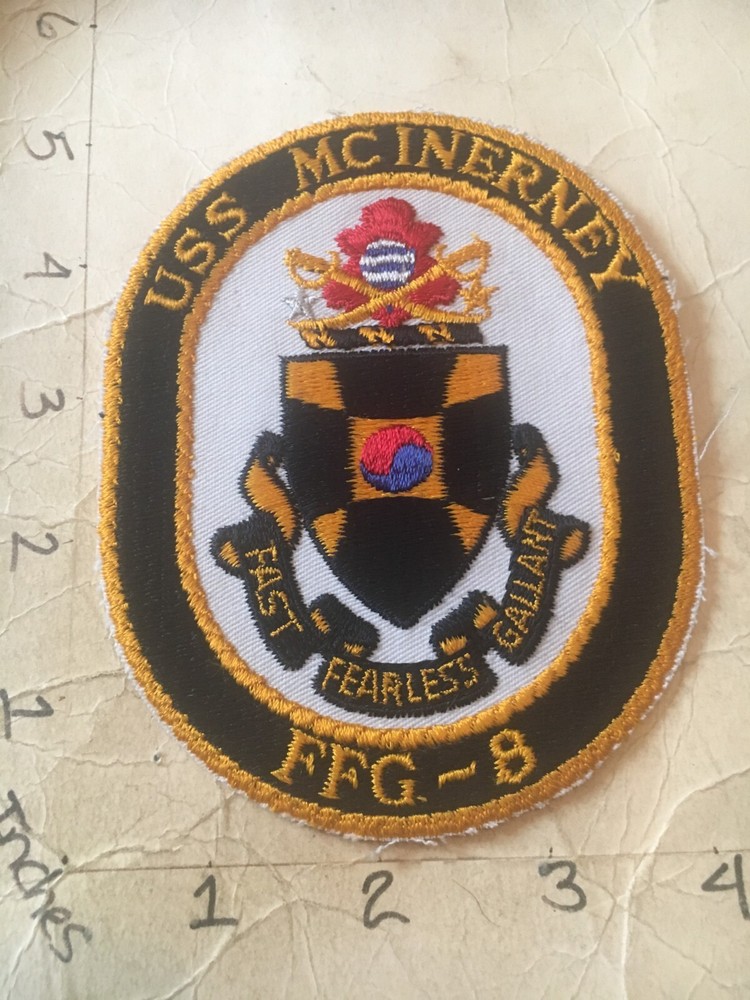 USS MCINERNEY
FAST
FEARLESS
GALLANT
FFG-8
6
5
4
3
2
1
Inches
1
2
3
4